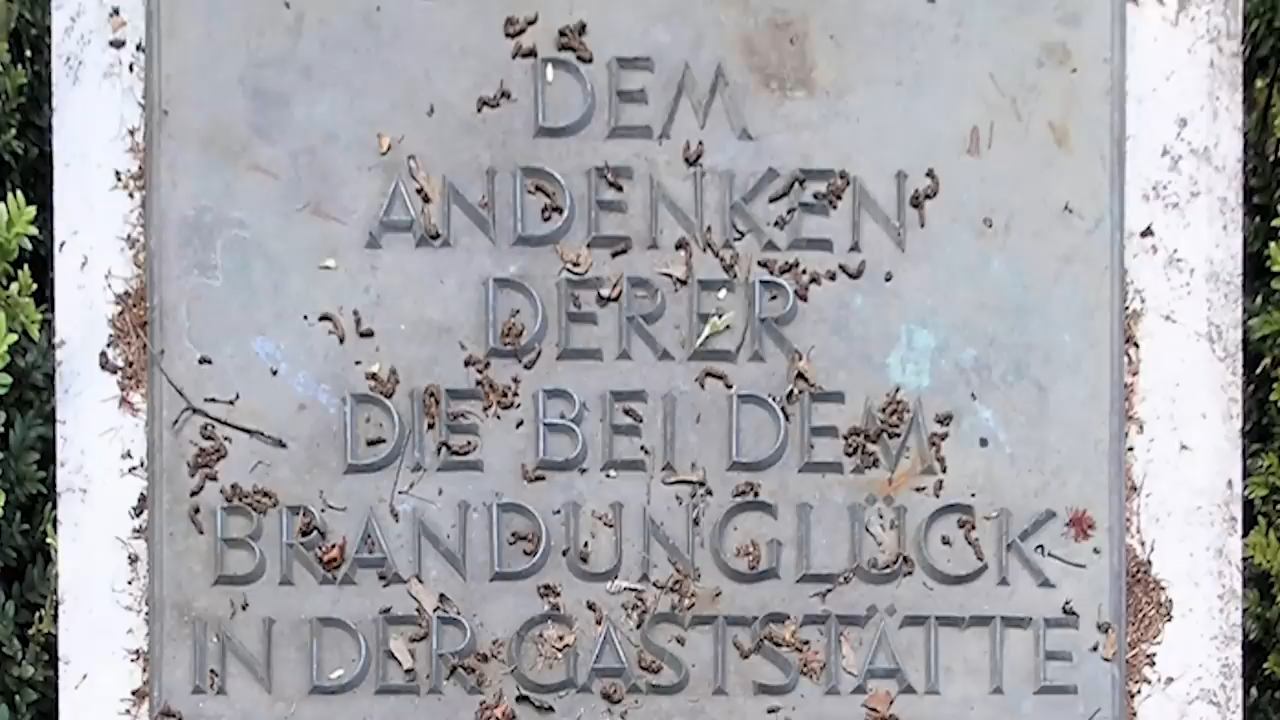 DEM
ANDENKEN
DERER
DIE BEI DEM
BRANDUNGLÜCK
IN DER GASTSTÄTTE